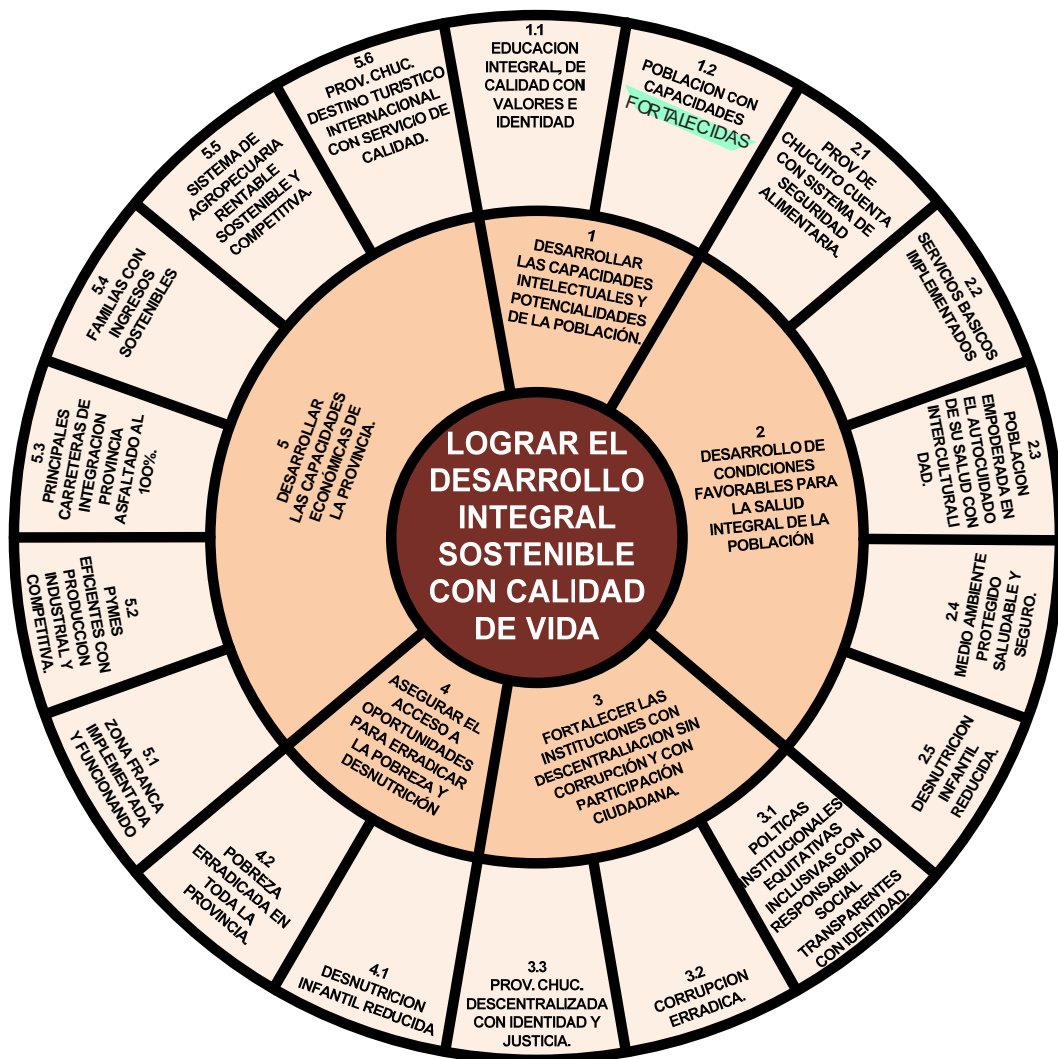 LOGRAR EL
DESARROLLO
INTEGRAL
SOSTENIBLE
CON CALIDAD
DE VIDA
1
DESARROLLAR
LAS CAPACIDADES
INTELECTUALES Y
POTENCIALIDADES
DE LA POBLACIÓN.
2
DESARROLLO DE
CONDICIONES
FAVORABLES PARA
LA SALUD
INTEGRAL DE LA
POBLACIÓN
3
FORTALECER LAS
INSTITUCIONES CON
DESCENTRALIACION SIN
CORRUPCIÓN Y CON
PARTICIPACIÓN
CIUDADANA.
4
ASEGURAR EL
ACCESO A
OPORTUNIDADES
PARA ERRADICAR
LA POBREZA Y
DESNUTRICIÓN
5
DESARROLLAR
LAS CAPACIDADES
ECONOMICAS DE
LA PROVINCIA.
1.1
EDUCACION
INTEGRAL, DE
CALIDAD CON
VALORES E
IDENTIDAD
1.2
POBLACION CON
CAPACIDADES
FORTALECIDAS
2.1
PROV DE
CHUCUITO CUENTA
CON SISTEMA DE
SEGURIDAD
ALIMENTARIA.
2.2
SERVICIOS BASICOS
IMPLEMENTADOS
2.3
POBLACION
EMPODERADA EN
EL AUTOCUIDADO
DE SU SALUD CON
INTERCULTURALI
DAD.
2.4
MEDIO AMBIENTE
PROTEGIDO
SALUDABLE Y
SEGURO.
2.5
DESNUTRICION
INFANTIL
REDUCIDA.
3.1
POLTICAS
INSTITUCIONALES
EQUITATIVAS
INCLUSIVAS CON
RESPONSABILIDAD
SOCIAL
TRANSPARENTES
CON IDENTIDAD.
3.2
CORRUPCION
ERRADICA.
3.3
PROV. CHUC.
DESCENTRALIZADA
CON IDENTIDAD Y
JUSTICIA.
4.1
DESNUTRICION
INFANTIL REDUCIDA
4.2
POBREZA
ERRADICADA EN
TODA LA
PROVINCIA.
5.1
ZONA FRANCA
IMPLEMENTADA
Y FUNCIONANDO
5.2
PYMES
EFICIENTES CON
PRODUCCION
INDUSTRIAL Y
COMPETITIVA.
5.3
PRINCIPALES
CARRETERAS DE
INTEGRACION
PROVINCIA
ASFALTADO AL
100%.
5.4
FAMILIAS CON
INGRESOS
SOSTENIBLES
5.5
SISTEMA DE
AGROPECUARIA
RENTABLE
SOSTENIBLE Y
COMPETITIVA.
5.6
PROV. CHUC.
DESTINO TURISTICO
INTERNACIONAL
CON SERVICIO DE
CALIDAD.